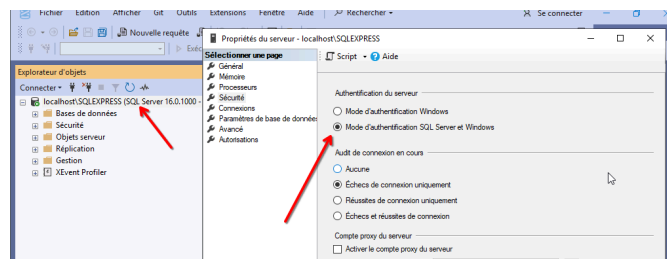 Fichier Edition Afficher Git Outils Extensions Fenêtre Aide Rechercher Se connecter
Nouvelle requête
Propriétés du serveur - localhost\SQLEXPRESS
Sélectionner une page
Script Aide
Général
Mémoire
Processeurs
Sécurité
Connexions
Paramètres de base de données
Avancé
Autorisations
Explorateur d'objets
Connecter
localhost\SQLEXPRESS (SQL Server 16.0.1000 -
Bases de données
Sécurité
Objets serveur
Réplication
Gestion
XEvent Profiler
Authentification du serveur
Mode d'authentification Windows
Mode d'authentification SQL Server et Windows
Audit de connexion en cours
Aucune
Échecs de connexion uniquement
Réussites de connexion uniquement
Échecs et réussites de connexion
Compte proxy du serveur
Activer le compte proxy du serveur